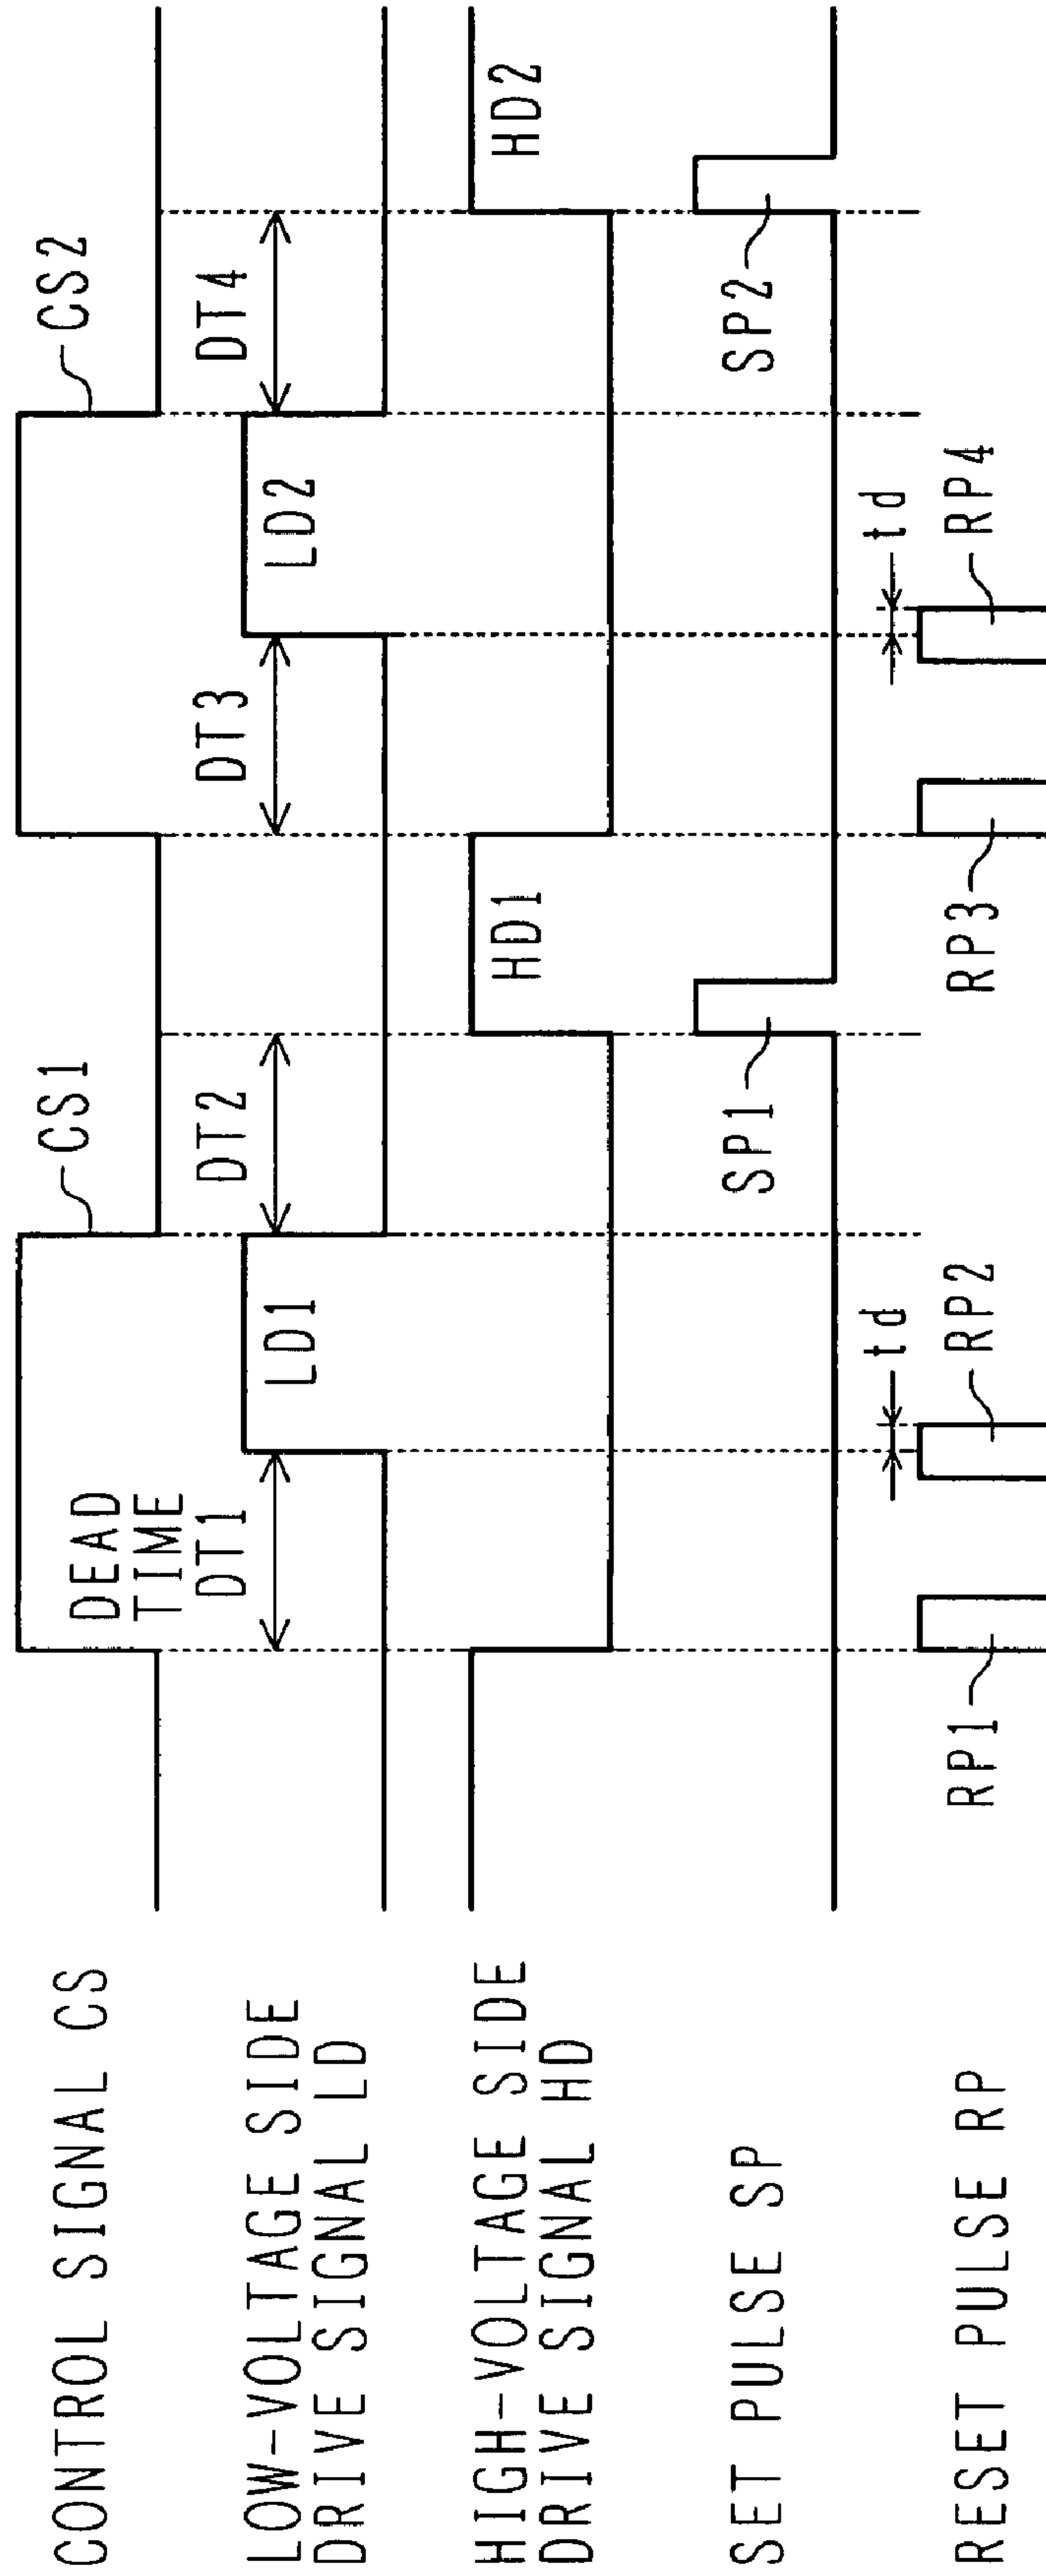 CONTROL SIGNAL CS
CS1
CS2
LOW-VOLTAGE SIDE
DRIVE SIGNAL LD
DEAD
TIME
DT1
LD1
DT2
DT3
LD2
DT4
HIGH-VOLTAGE SIDE
DRIVE SIGNAL HD
HD1
HD2
SET PULSE SP
SP1
SP2
RESET PULSE RP
RP1
td
RP2
RP3
td
RP4